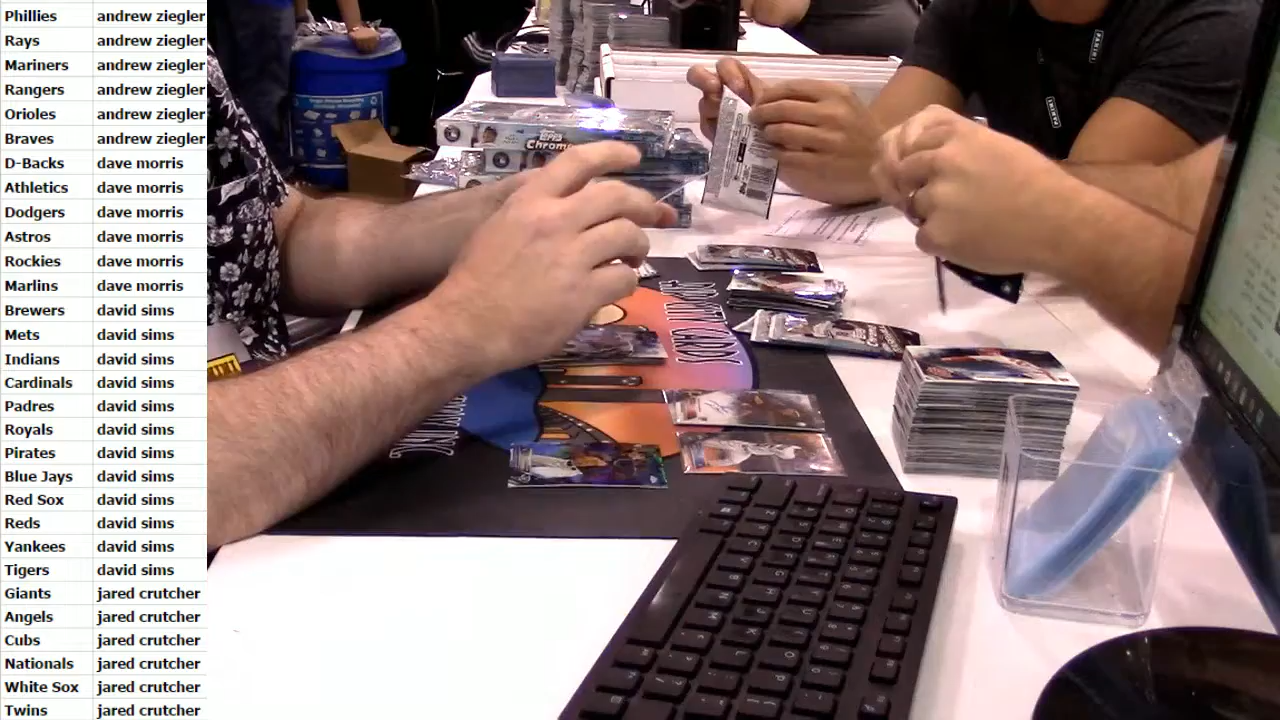 Phillies andrew ziegler
Rays andrew ziegler
Mariners andrew ziegler
Rangers andrew ziegler
Orioles andrew ziegler
Braves andrew ziegler
D-Backs dave morris
Athletics dave morris
Dodgers dave morris
Astros dave morris
Rockies dave morris
Marlins dave morris
Brewers david sims
Mets david sims
Indians david sims
Cardinals david sims
Padres david sims
Royals david sims
Pirates david sims
Blue Jays david sims
Red Sox david sims
Reds david sims
Yankees david sims
Tigers david sims
Giants jared crutcher
Angels jared crutcher
Cubs jared crutcher
Nationals jared crutcher
White Sox jared crutcher
Twins jared crutcher
PANINI
PANINI
TOPPS
Chrome